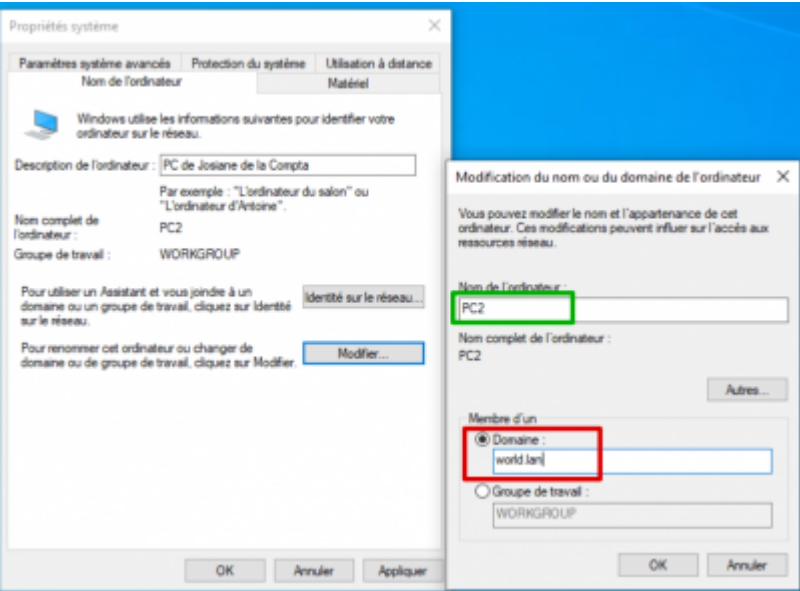 Propriétés système
Paramètres système avancés Protection du système Utilisation à distance
Nom de l'ordinateur Matériel
Windows utilise les informations suivantes pour identifier votre
ordinateur sur le réseau.
Description de l'ordinateur : PC de Josiane de la Compta
Par exemple : "L'ordinateur du salon" ou
"L'ordinateur d'Antoine".
Nom complet de
l'ordinateur :
PC2
Groupe de travail : WORKGROUP
Pour utiliser un Assistant et vous joindre à un
domaine ou un groupe de travail, cliquez sur Identité
sur le réseau.
Identité sur le réseau...
Pour renommer cet ordinateur ou changer de
domaine ou de groupe de travail, cliquez sur Modifier.
Modifier...
OK Annuler Appliquer
Modification du nom ou du domaine de l'ordinateur
Vous pouvez modifier le nom et l'appartenance de cet
ordinateur. Ces modifications peuvent influer sur l'accès aux
ressources réseau.
Nom de l'ordinateur :
PC2
Nom complet de l'ordinateur :
PC2
Autres...
Membre d'un
Domaine :
world.lan
Groupe de travail :
WORKGROUP
OK Annuler